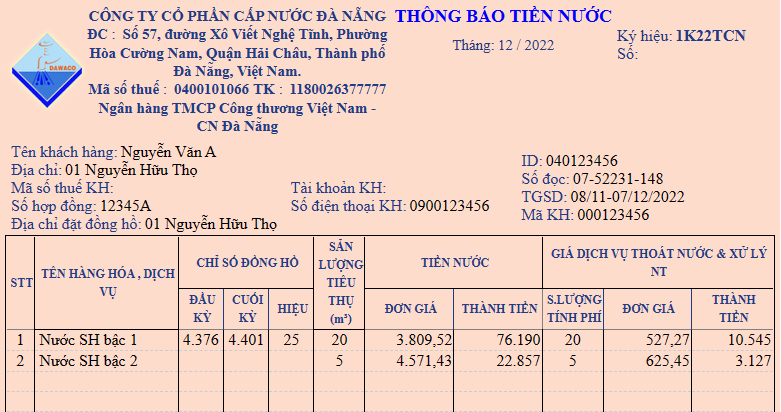 CÔNG TY CỔ PHẦN CẤP NƯỚC ĐÀ NẴNG
ĐC : Số 57, đường Xô Viết Nghệ Tĩnh, Phường
Hòa Cường Nam, Quận Hải Châu, Thành phố
Đà Nẵng, Việt Nam.
Mã số thuế : 0400101066 TK : 1180026377777
Ngân hàng TMCP Công thương Việt Nam -
CN Đà Nẵng
DAWACO
THÔNG BÁO TIỀN NƯỚC
Tháng: 12 / 2022
Ký hiệu: 1K22TCN
Số:
Tên khách hàng: Nguyễn Văn A
Địa chỉ: 01 Nguyễn Hữu Thọ
Mã số thuế KH: Tài khoản KH:
Số hợp đồng: 12345A Số điện thoại KH: 0900123456
Địa chỉ đặt đồng hồ: 01 Nguyễn Hữu Thọ
ID: 040123456
Số đọc: 07-52231-148
TGSD: 08/11-07/12/2022
Mã KH: 000123456
STT
TÊN HÀNG HÓA , DỊCH
VỤ
CHỈ SỐ ĐỒNG HỒ
ĐẦU
KỲ
CUỐI
KỲ
HIỆU
SẢN
LƯỢNG
TIÊU
THỤ
(m³)
TIỀN NƯỚC
ĐƠN GIÁ
THÀNH TIỀN
GIÁ DỊCH VỤ THOÁT NƯỚC & XỬ LÝ
NT
S.LƯỢNG
TÍNH PHÍ
ĐƠN GIÁ
THÀNH
TIỀN
1 Nước SH bậc 1 4.376 4.401 25 20 3.809,52 76.190 20 527,27 10.545
2 Nước SH bậc 2 5 4.571,43 22.857 5 625,45 3.127